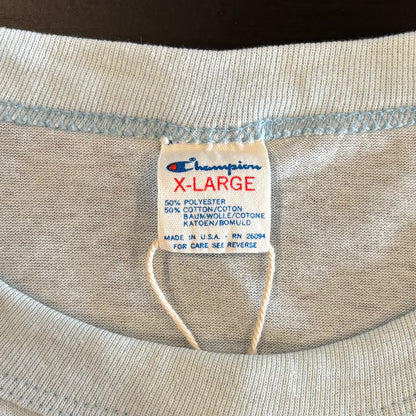 Champion
X-LARGE
50% POLYESTER
50% COTTON/COTON
BAUMWOLLE/COTONE
KATOEN/BOMULD
MADE IN U.S.A. - RN 26094
FOR CARE SEE REVERSE